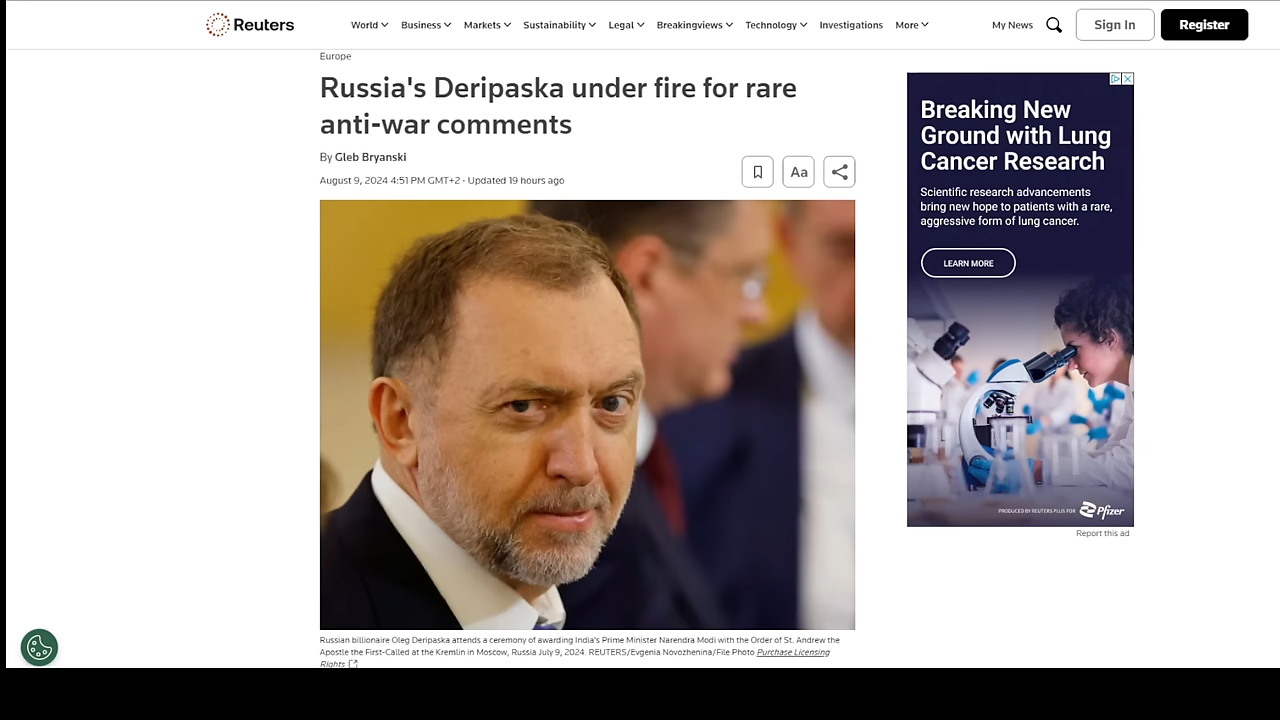 Reuters
World Business Markets Sustainability Legal Breakingviews Technology Investigations More
My News
Sign In
Register
Europe
Russia's Deripaska under fire for rare
anti-war comments
By Gleb Bryanski
August 9, 2024 4:51 PM GMT+2 · Updated 19 hours ago
Aa
Russian billionaire Oleg Deripaska attends a ceremony of awarding India's Prime Minister Narendra Modi with the Order of St. Andrew the
Apostle the First-Called at the Kremlin in Moscow, Russia July 9, 2024. REUTERS/Evgenia Novozhenina/File Photo Purchase Licensing
Rights
Breaking New
Ground with Lung
Cancer Research
Scientific research advancements
bring new hope to patients with a rare,
aggressive form of lung cancer.
LEARN MORE
PRODUCED BY REUTERS PLUS FOR Pfizer
Report this ad